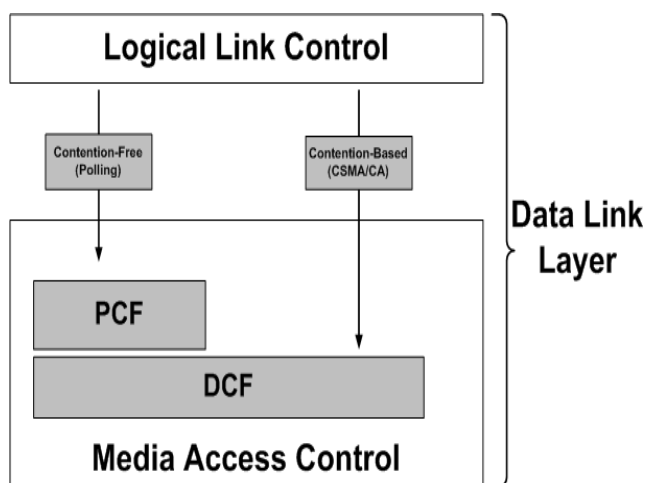 Logical Link Control
Contention-Free
(Polling)
Contention-Based
(CSMA/CA)
Data Link
Layer
PCF
DCF
Media Access Control